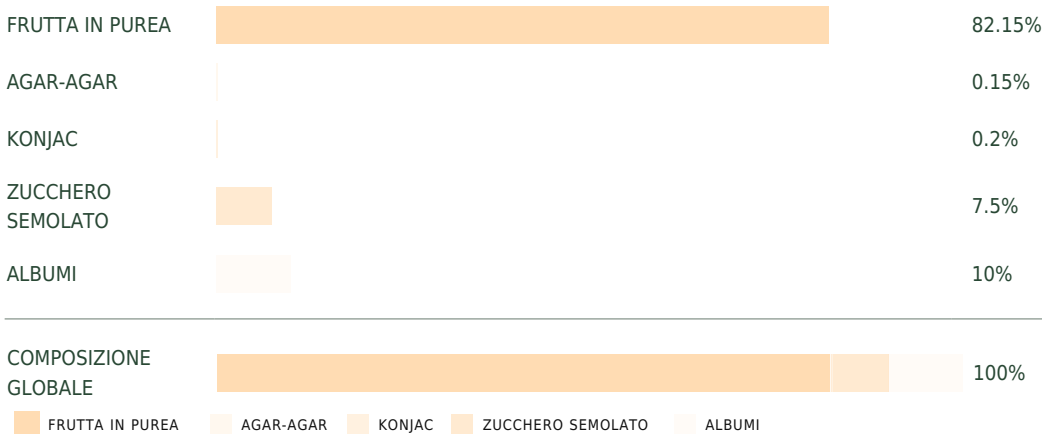 FRUTTA IN PUREA 82.15%
AGAR-AGAR 0.15%
KONJAC 0.2%
ZUCCHERO
SEMOLATO 7.5%
ALBUMI 10%
COMPOSIZIONE
GLOBALE 100%
FRUTTA IN PUREA AGAR-AGAR KONJAC ZUCCHERO SEMOLATO ALBUMI